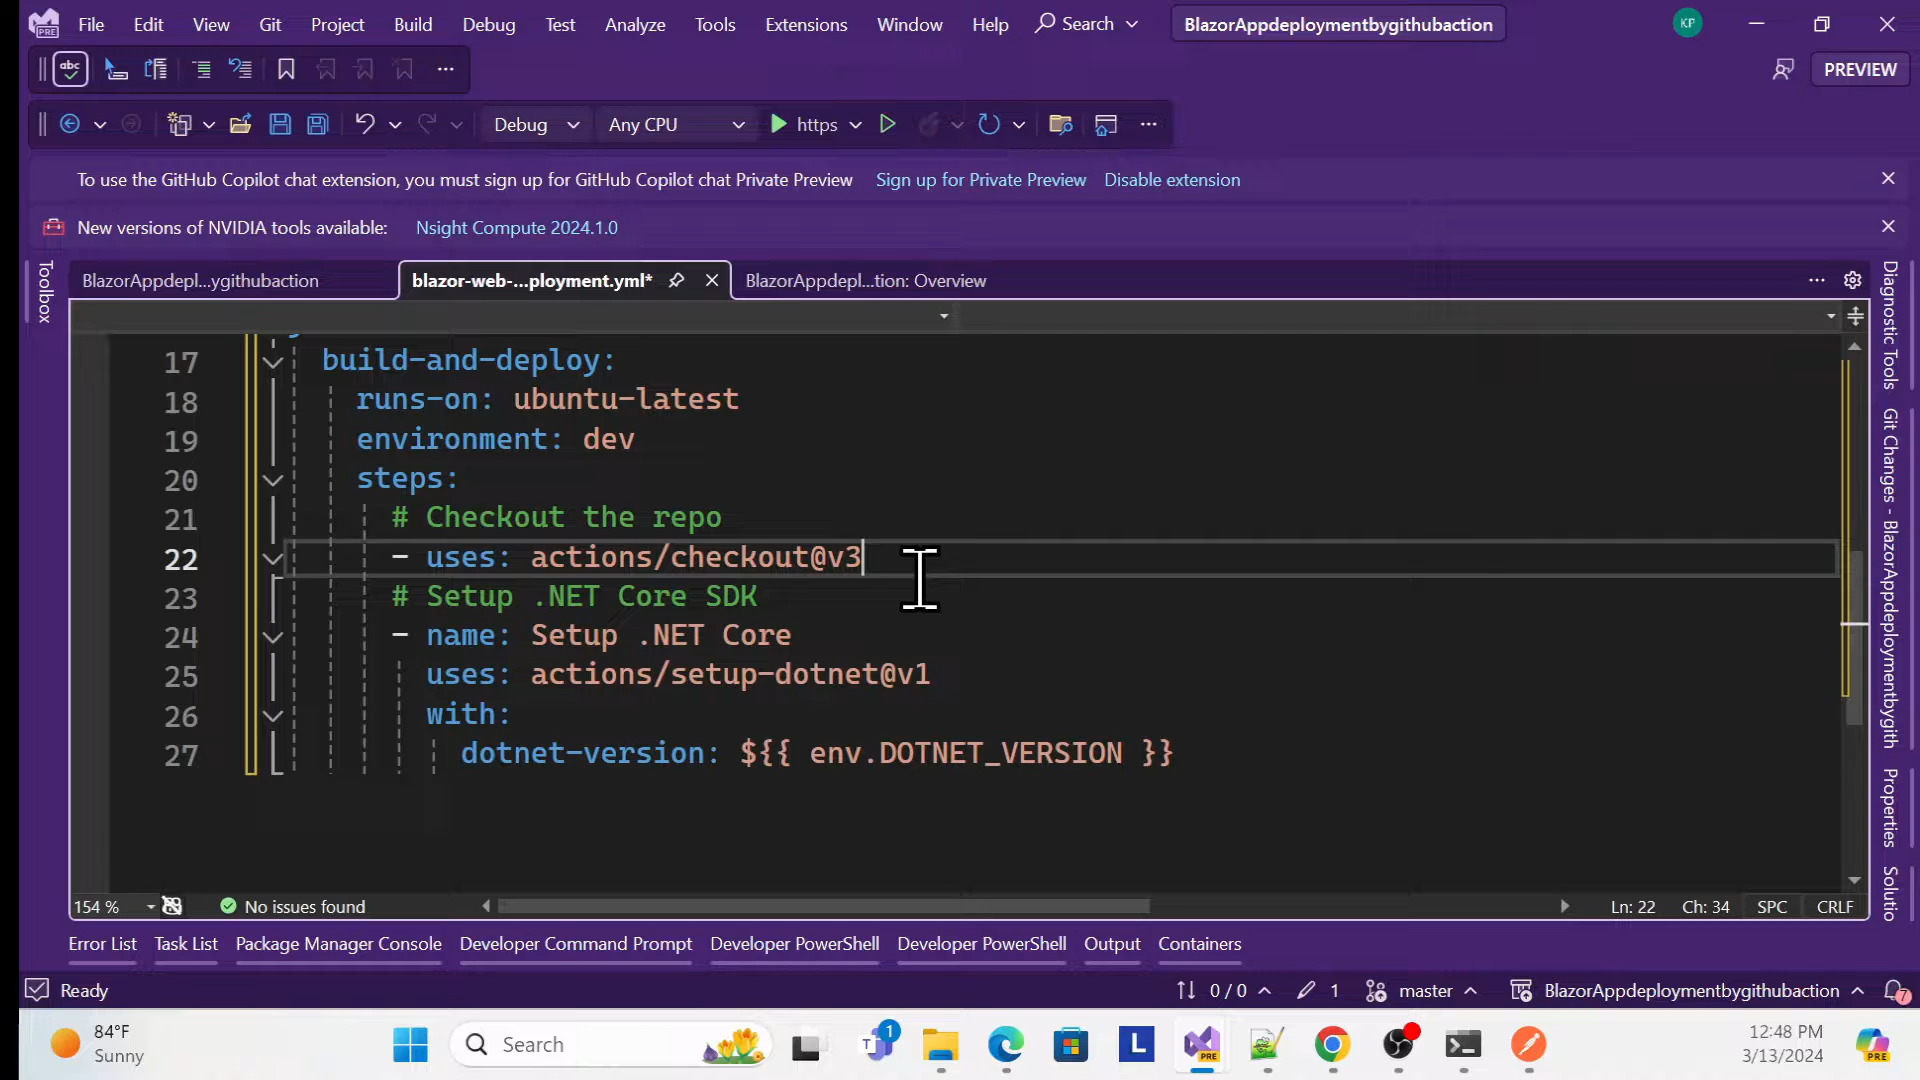 File Edit View Git Project Build Debug Test Analyze Tools Extensions Window Help Search BlazorAppdeploymentbygithubaction KP
abc PREVIEW
Debug Any CPU https
To use the GitHub Copilot chat extension, you must sign up for GitHub Copilot chat Private Preview Sign up for Private Preview Disable extension
New versions of NVIDIA tools available: Nsight Compute 2024.1.0
Toolbox
BlazorAppdepl...ygithubaction blazor-web-...ployment.yml* BlazorAppdepl...tion: Overview
17 build-and-deploy:
18 runs-on: ubuntu-latest
19 environment: dev
20 steps:
21 # Checkout the repo
22 - uses: actions/checkout@v3
23 # Setup .NET Core SDK
24 - name: Setup .NET Core
25 uses: actions/setup-dotnet@v1
26 with:
27 dotnet-version: ${{ env.DOTNET_VERSION }}
Diagnostic Tools
Git Changes - BlazorAppdeploymentbygith
Properties
Solutio
154 % No issues found Ln: 22 Ch: 34 SPC CRLF
Error List Task List Package Manager Console Developer Command Prompt Developer PowerShell Developer PowerShell Output Containers
Ready 0 / 0 1 master BlazorAppdeploymentbygithubaction 7
84°F
Sunny
Search
1
L
PRE
12:48 PM
3/13/2024
PRE